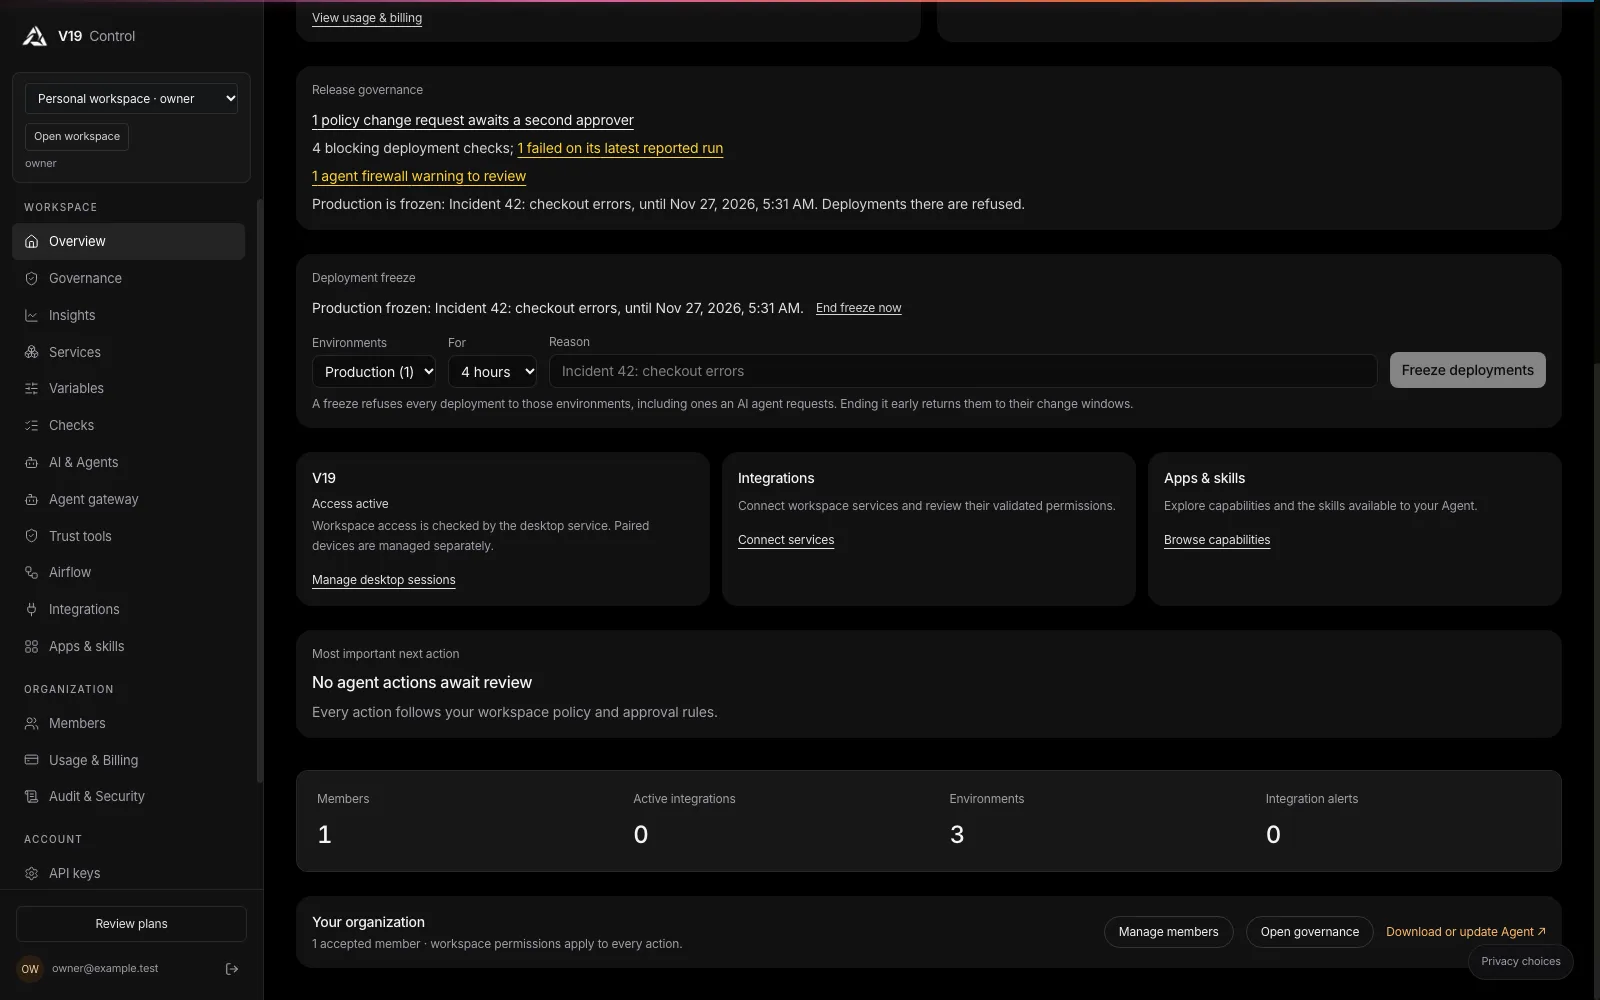 V19 Control
Personal workspace · owner
Open workspace
owner
WORKSPACE
Overview
Governance
Insights
Services
Variables
Checks
AI & Agents
Agent gateway
Trust tools
Airflow
Integrations
Apps & skills
ORGANIZATION
Members
Usage & Billing
Audit & Security
ACCOUNT
API keys
Review plans
OW owner@example.test
View usage & billing
Release governance
1 policy change request awaits a second approver
4 blocking deployment checks; 1 failed on its latest reported run
1 agent firewall warning to review
Production is frozen: Incident 42: checkout errors, until Nov 27, 2026, 5:31 AM. Deployments there are refused.
Deployment freeze
Production frozen: Incident 42: checkout errors, until Nov 27, 2026, 5:31 AM. End freeze now
Environments For Reason
Production (1) 4 hours Incident 42: checkout errors Freeze deployments
A freeze refuses every deployment to those environments, including ones an AI agent requests. Ending it early returns them to their change windows.
V19
Access active
Workspace access is checked by the desktop service. Paired
devices are managed separately.
Manage desktop sessions
Integrations
Connect workspace services and review their validated permissions.
Connect services
Apps & skills
Explore capabilities and the skills available to your Agent.
Browse capabilities
Most important next action
No agent actions await review
Every action follows your workspace policy and approval rules.
Members Active integrations Environments Integration alerts
1 0 3 0
Your organization
1 accepted member · workspace permissions apply to every action.
Manage members Open governance Download or update Agent ↗
Privacy choices